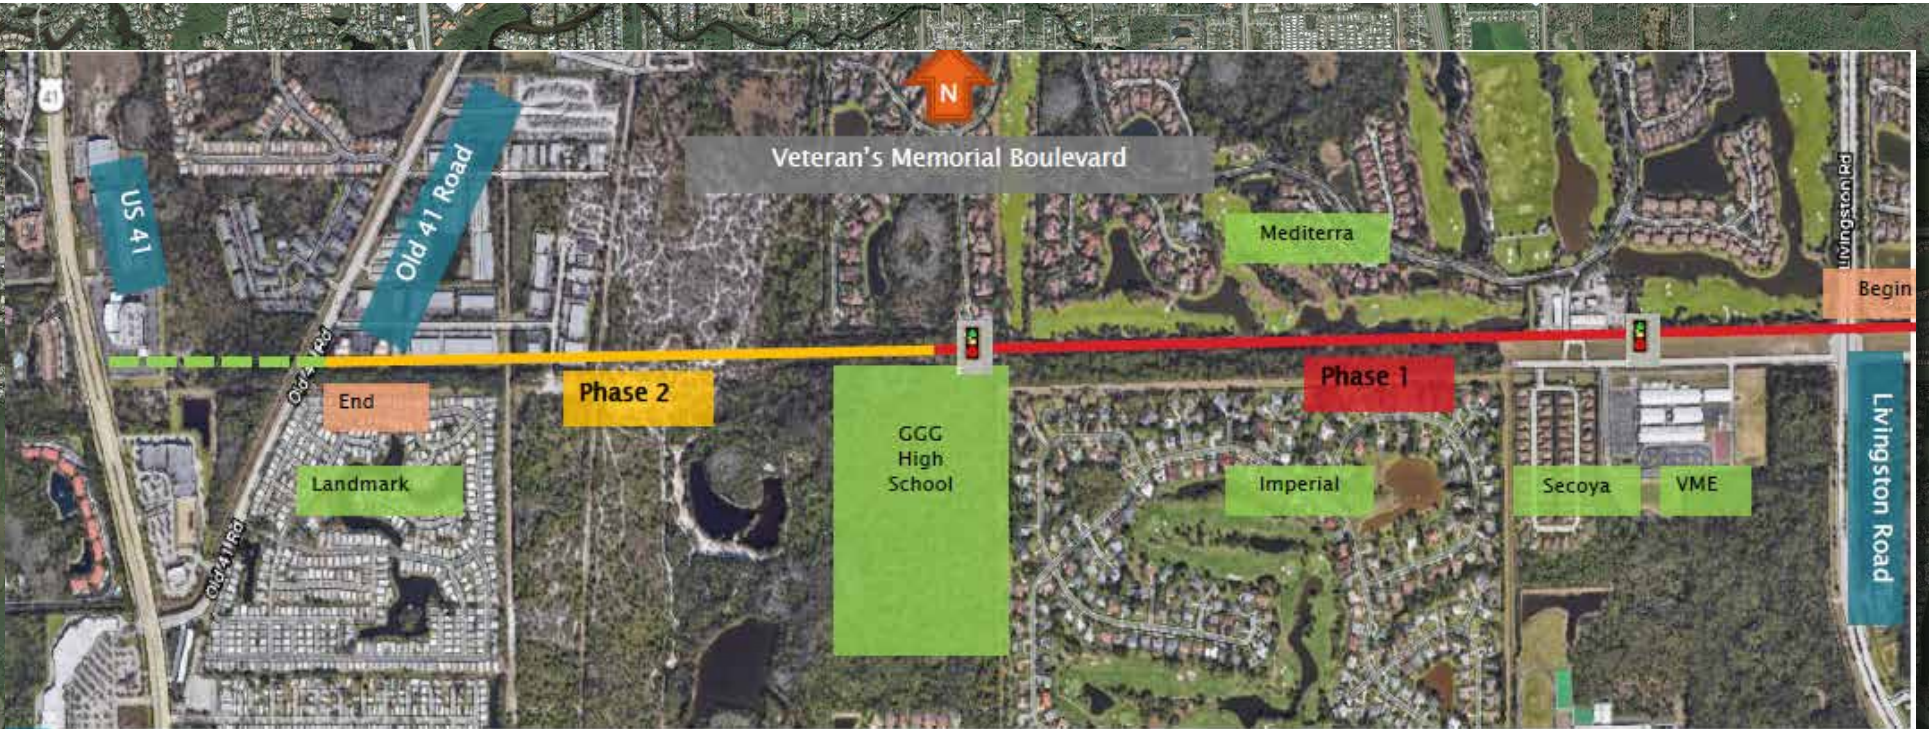 41
N
Veteran's Memorial Boulevard
US 41
Old 41 Road
Mediterra
Livingston Rd
Begin
Old 41 Rd
End
Phase 2
Phase 1
GGG
High
School
Landmark
Imperial
Secoya
VME
Livingston Road
Old 41 Rd